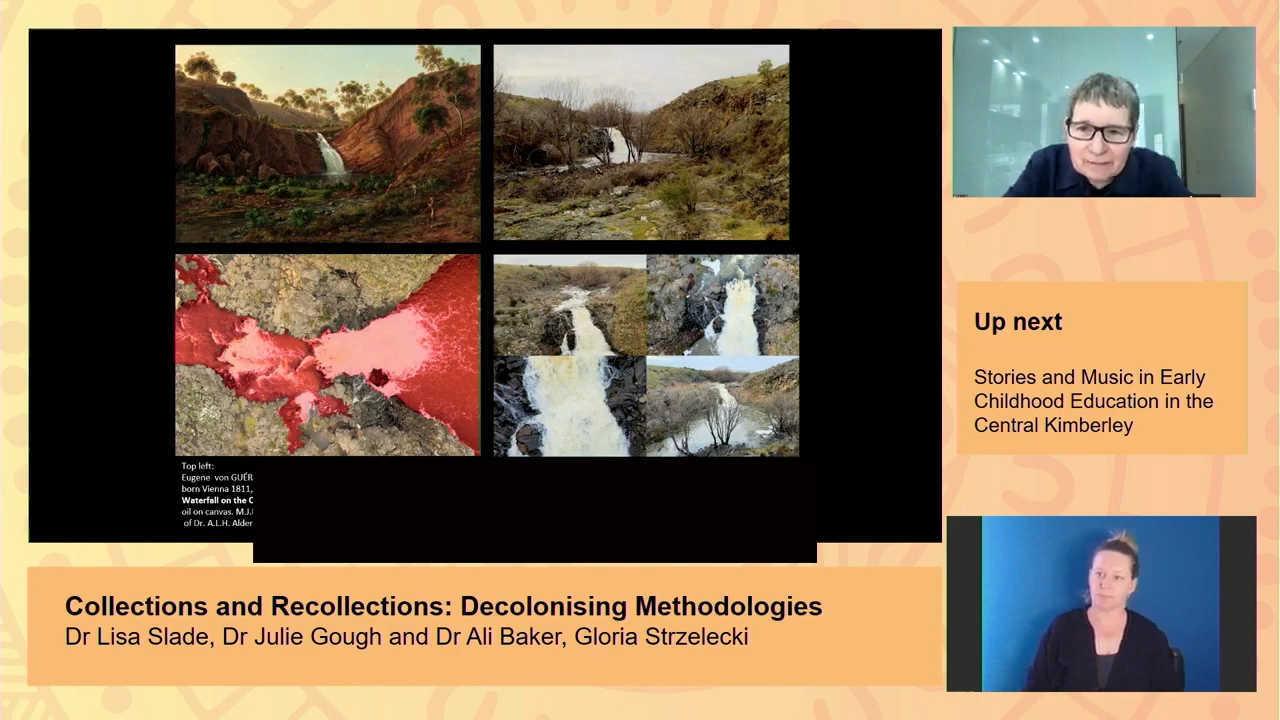 Top left:
Eugene von GUÉR
born Vienna 1811,
Waterfall on the C
oil on canvas. M.J.
of Dr. A.L.H. Alder
Collections and Recollections: Decolonising Methodologies
Dr Lisa Slade, Dr Julie Gough and Dr Ali Baker, Gloria Strzelecki
Up next
Stories and Music in Early
Childhood Education in the
Central Kimberley